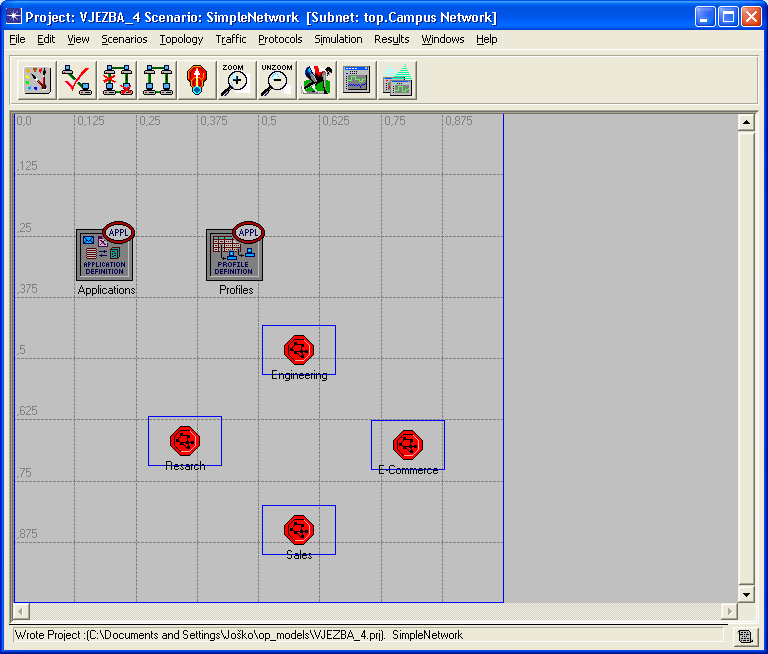 Project: VJEZBA_4 Scenario: SimpleNetwork [Subnet: top.Campus Network]
File Edit View Scenarios Topology Traffic Protocols Simulation Results Windows Help
ZOOM UNZOOM
0,0 0,125 0,25 0,375 0,5 0,625 0,75 0,875
,125
,25
APPL APPL
APPLICATION DEFINITION PROFILE DEFINITION
Applications Profiles
,375
,5
Engineering
,625
Resarch E-Commerce
,75
,875
Sales
Wrote Project :(C:\Documents and Settings\Joško\op_models\VJEZBA_4.prj). SimpleNetwork